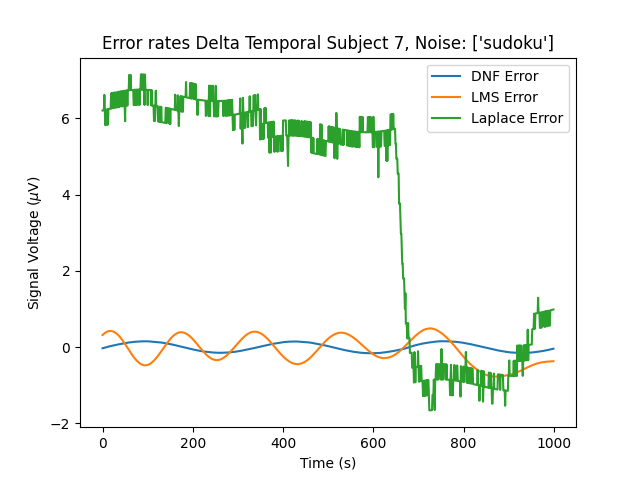 Error rates Delta Temporal Subject 7, Noise: ['sudoku']
DNF Error
LMS Error
Laplace Error
Signal Voltage (μV)
6
4
2
0
−2
0
200
400
600
800
1000
Time (s)